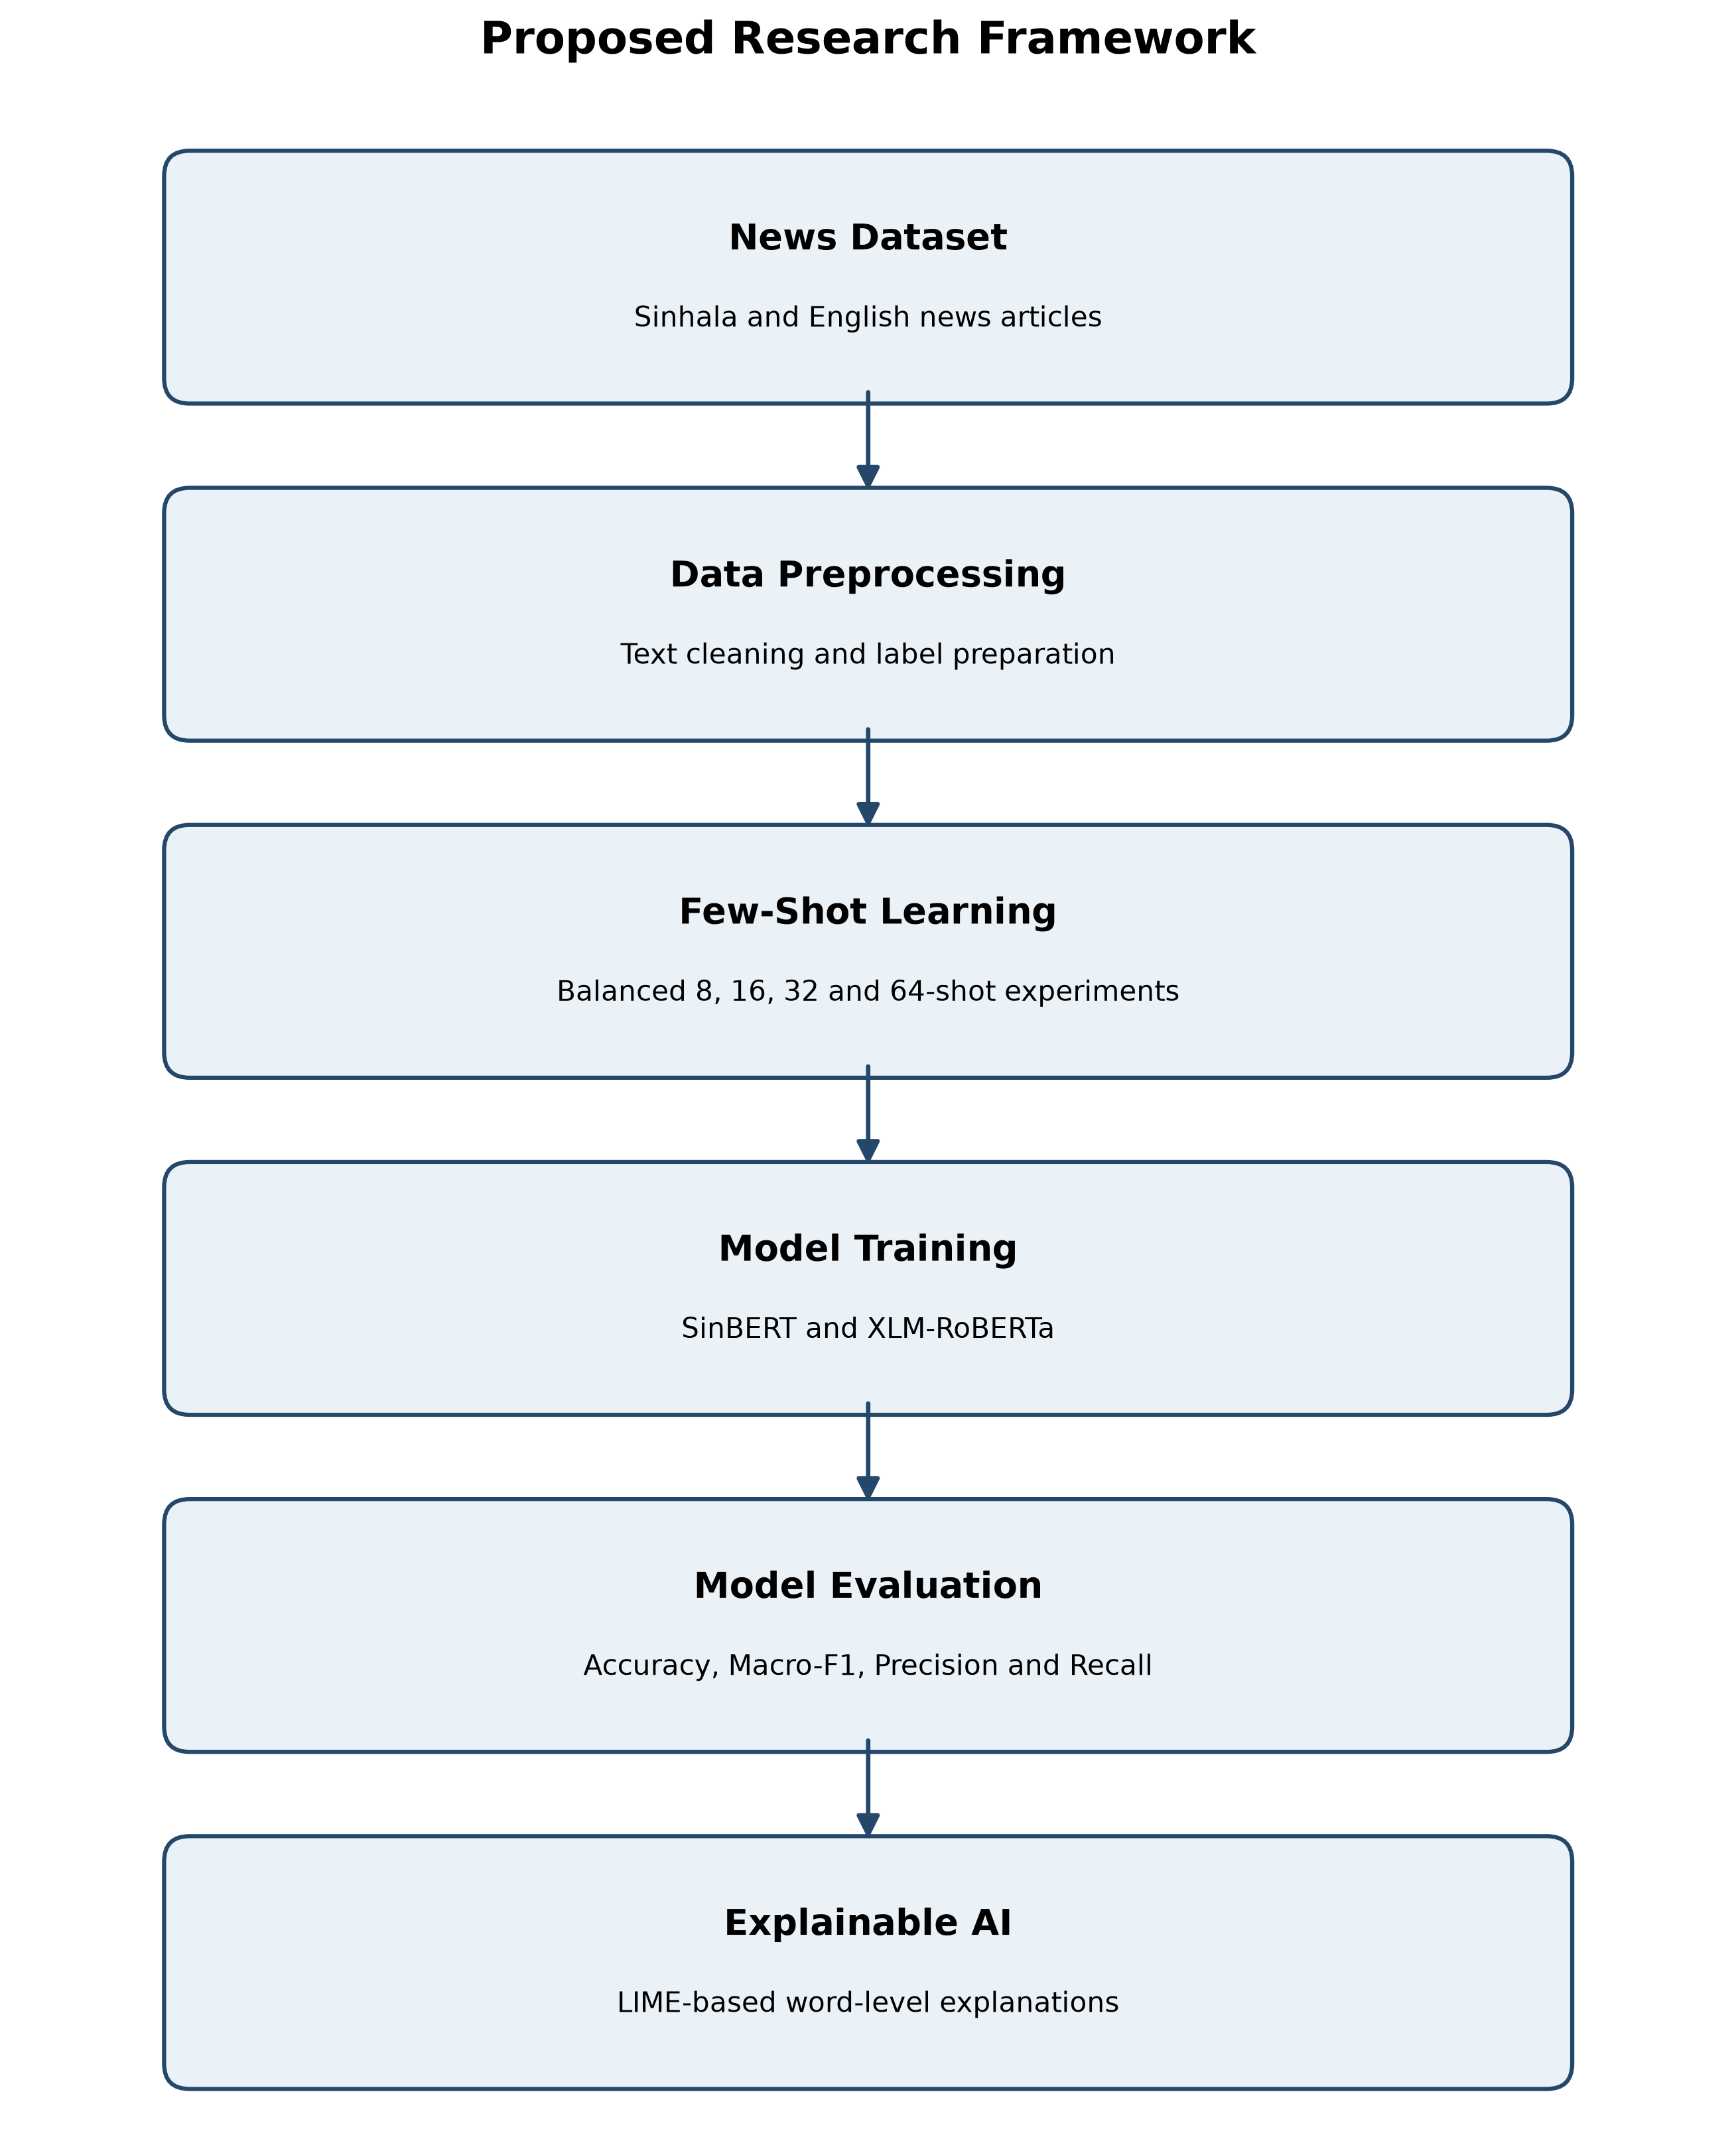 Proposed Research Framework
News Dataset
Sinhala and English news articles
Data Preprocessing
Text cleaning and label preparation
Few-Shot Learning
Balanced 8, 16, 32 and 64-shot experiments
Model Training
SinBERT and XLM-RoBERTa
Model Evaluation
Accuracy, Macro-F1, Precision and Recall
Explainable AI
LIME-based word-level explanations